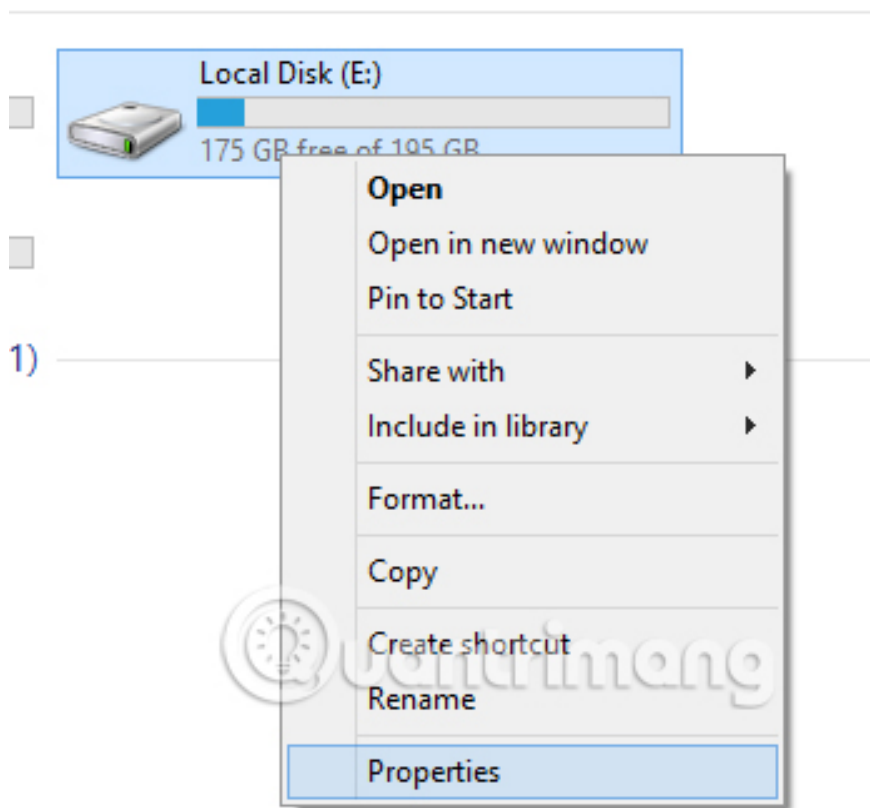 Local Disk (E:)
175 GB free of 195 GB
Open
Open in new window
Pin to Start
1)
Share with
Include in library
Format...
Copy
Create shortcut
Quantrimang
Rename
Properties